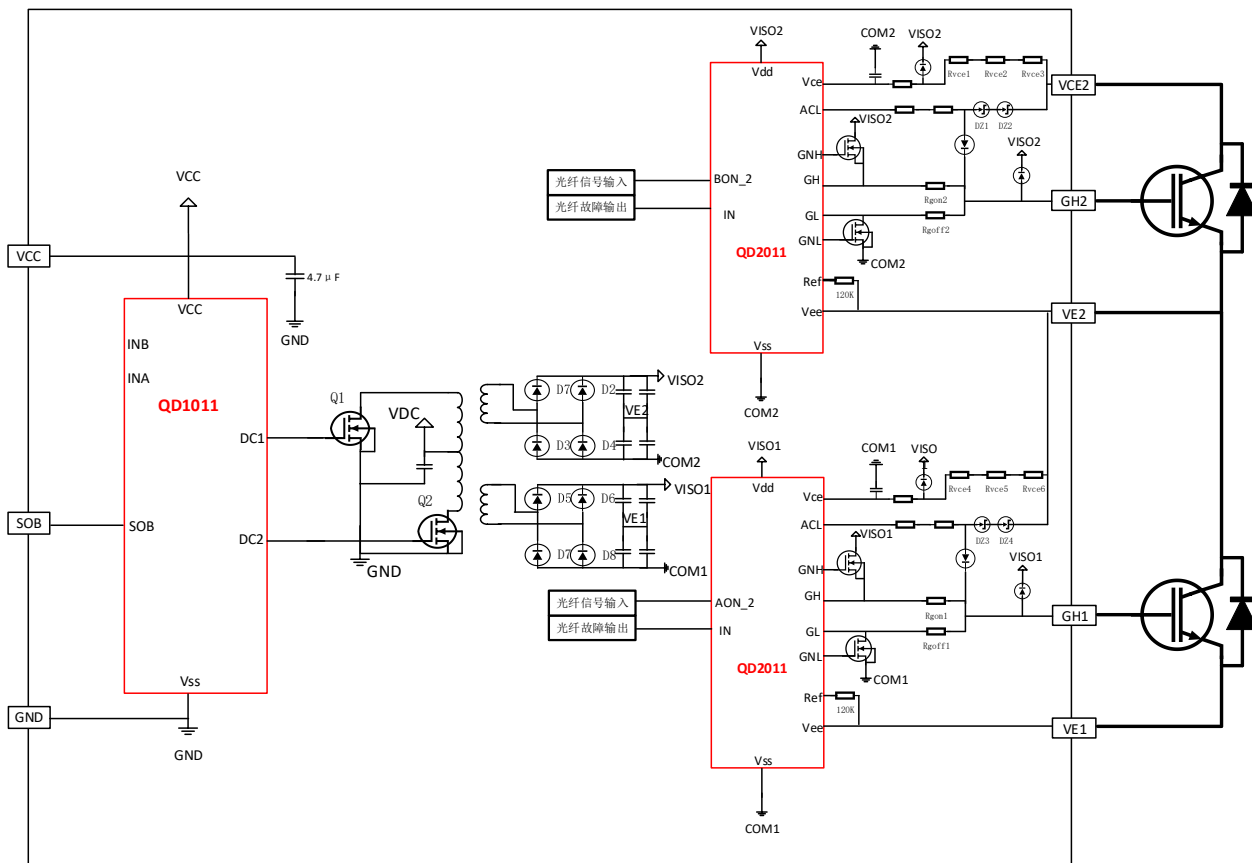 VISO2
COM2
VISO2
Vdd
Vce
Rvce1
Rvce2
Rvce3
VCE2
ACL
VISO2
DZ1
DZ2
GNH
VISO2
光纤信号输入
BON_2
GH
Rgon2
GH2
光纤故障输出
IN
GL
Rgoff2
GNL
QD2011
COM2
Ref
120K
Vee
VE2
Vss
COM2
VCC
VCC
4.7μF
VCC
GND
INB
INA
QD1011
Q1
VDC
DC1
Q2
SOB
SOB
DC2
GND
Vss
GND
GND
D7
D2
VISO2
VE2
D3
D4
COM2
D5
D6
VISO1
VE1
D7
D8
COM1
VISO1
COM1
VISO
Vdd
Vce
Rvce4
Rvce5
Rvce6
ACL
VISO1
DZ3
DZ4
GNH
VISO1
光纤信号输入
AON_2
GH
Rgon1
GH1
光纤故障输出
IN
GL
Rgoff1
GNL
QD2011
COM1
Ref
120K
Vee
VE1
Vss
COM1